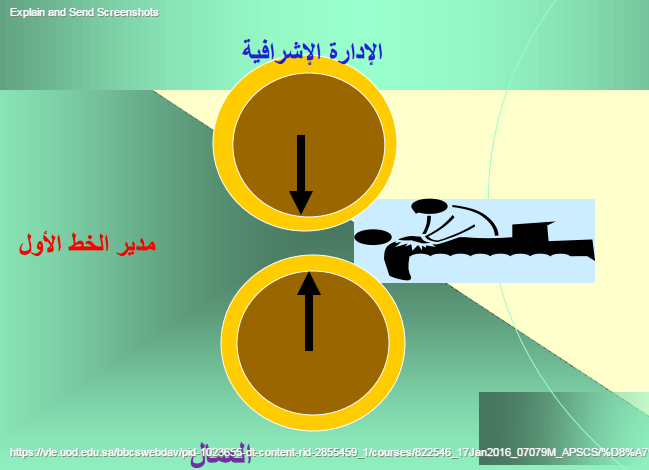 Explain and Send Screenshots
الإدارة الإشرافية
مدير الخط الأول
العمال
https://vle.uod.edu.sa/bbcswebdav/pid-1023655-dt-content-rid-2855459_1/courses/822546_17Jan2016_07079M_APSCS/%D8%A7